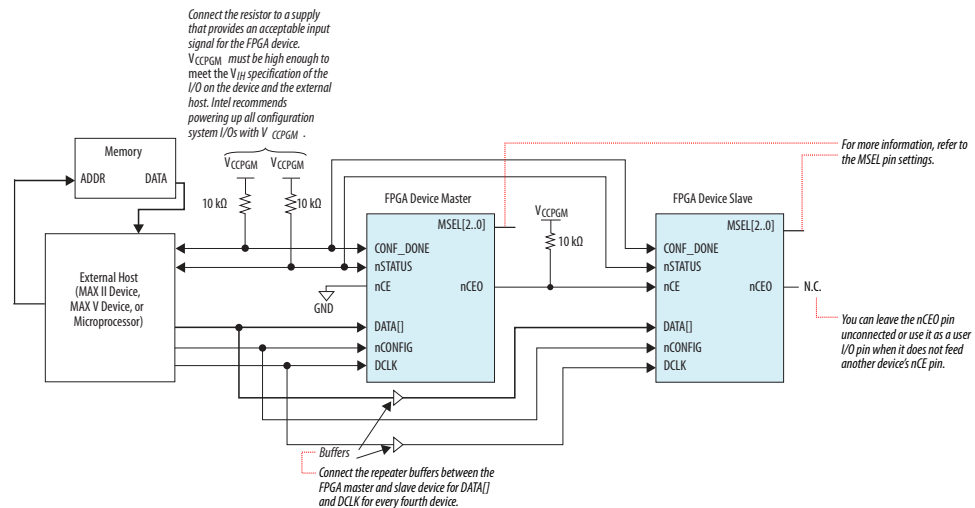 Connect the resistor to a supply
that provides an acceptable input
signal for the FPGA device.
VCCPGM must be high enough to
meet the VIH specification of the
I/O on the device and the external
host. Intel recommends
powering up all configuration
system I/Os with V CCPGM .
Memory
ADDR
DATA
VCCPGM
VCCPGM
10 kΩ
10 kΩ
External Host
(MAX II Device,
MAX V Device, or
Microprocessor)
GND
FPGA Device Master
MSEL[2..0]
CONF_DONE
nSTATUS
nCE
nCEO
DATA[]
nCONFIG
DCLK
VCCPGM
10 kΩ
FPGA Device Slave
MSEL[2..0]
CONF_DONE
nSTATUS
nCE
nCEO
DATA[]
nCONFIG
DCLK
N.C.
For more information, refer to
the MSEL pin settings.
You can leave the nCEO pin
unconnected or use it as a user
I/O pin when it does not feed
another device's nCE pin.
Buffers
Connect the repeater buffers between the
FPGA master and slave device for DATA[]
and DCLK for every fourth device.